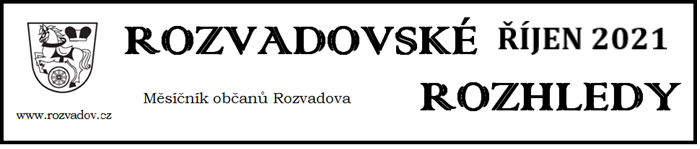 ROZVADOVSKÉ ŘÍJEN 2021
ROZHLEDY
Měsíčník občanů Rozvadova
www.rozvadov.cz